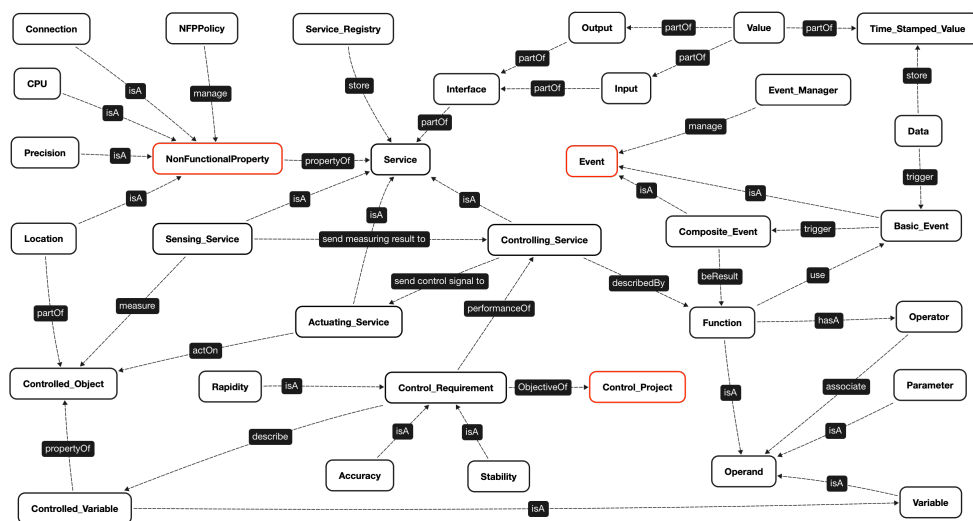 Connection
NFPPolicy
Service_Registry
Output
partOf
Value
partOf
Time_Stamped_Value
partOf
partOf
CPU
isA
manage
store
Interface
partOf
Input
Event_Manager
store
isA
partOf
manage
Data
Precision
isA
NonFunctionalProperty
propertyOf
Service
Event
trigger
isA
isA
isA
isA
isA
isA
Location
Sensing_Service
send measuring result to
Controlling_Service
Composite_Event
trigger
Basic_Event
partOf
measure
send control signal to
describedBy
beResult
use
performanceOf
Actuating_Service
Function
hasA
Operator
actOn
Controlled_Object
Rapidity
isA
Control_Requirement
ObjectiveOf
Control_Project
isA
associate
Parameter
propertyOf
describe
isA
isA
isA
Accuracy
Stability
Operand
isA
Controlled_Variable
isA
Variable